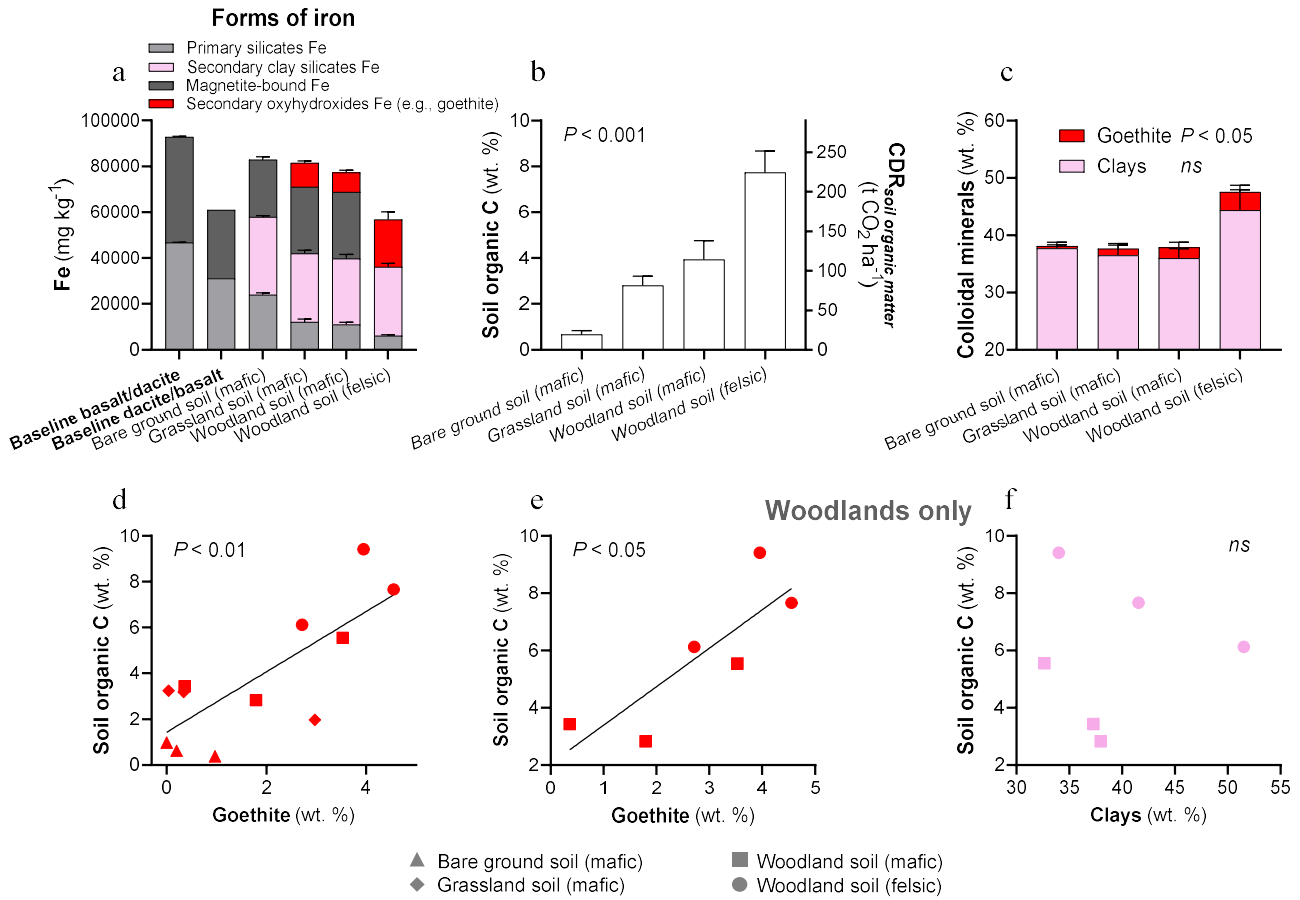 Forms of iron
Primary silicates Fe
Secondary clay silicates Fe
Magnetite-bound Fe
Secondary oxyhydroxides Fe (e.g., goethite)
a
100000
80000
60000
40000
20000
0
Fe (mg kg-1)
Baseline basalt/dacite
Baseline dacite/basalt
Bare ground soil (mafic)
Grassland soil (mafic)
Woodland soil (mafic)
Woodland soil (felsic)
b
P < 0.001
10
8
6
4
2
0
Soil organic C (wt. %)
250
200
150
100
50
0
CDRsoil organic matter
(t CO2 ha-1)
Bare ground soil (mafic)
Grassland soil (mafic)
Woodland soil (mafic)
Woodland soil (felsic)
c
60
50
40
30
20
Colloidal minerals (wt. %)
Goethite P < 0.05
Clays ns
Bare ground soil (mafic)
Grassland soil (mafic)
Woodland soil (mafic)
Woodland soil (felsic)
d
P < 0.01
10
8
6
4
2
0
Soil organic C (wt. %)
0 2 4
Goethite (wt. %)
e
Woodlands only
P < 0.05
10
8
6
4
2
Soil organic C (wt. %)
0 1 2 3 4 5
Goethite (wt. %)
f
ns
10
8
6
4
2
Soil organic C (wt. %)
30 35 40 45 50 55
Clays (wt. %)
Bare ground soil (mafic)
Grassland soil (mafic)
Woodland soil (mafic)
Woodland soil (felsic)